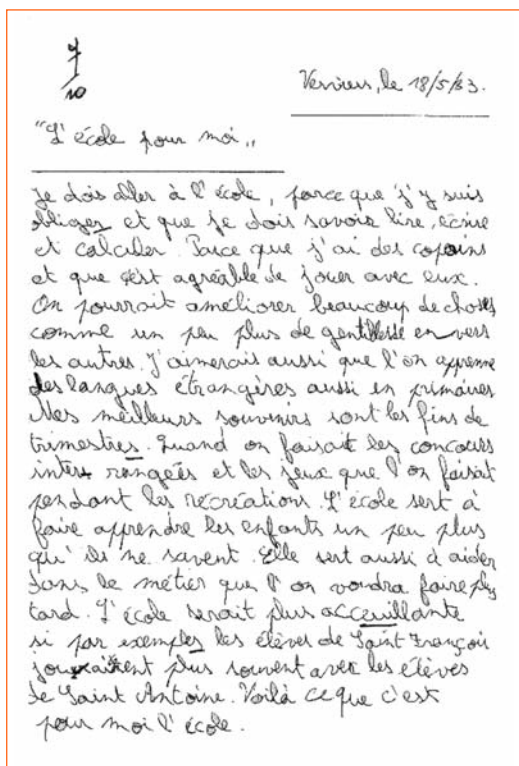 9
10
Verviers, le 18/5/83.
"L'école pour moi"
Je dois aller à l'école, parce que j'y suis
obliger et que je dois savoir lire, écrire
et calculer. Parce que j'ai des copains
et que c'est agréable de jouer avec eux.
On pourrait améliorer beaucoup de choses
comme un peu plus de gentillesse en vers
les autres. J'aimerais aussi que l'on apprenne
des langues étrangères aussi en primaires
Mes meilleurs souvenirs sont les fins de
trimestres. Quand on faisait les concours
inter rangées et les jeux que l'on faisait
pendant les récréations. L'école sert à
faire apprendre les enfants un peu plus
qu'ils ne savent. Elle sert aussi à aider
dans le métier que l'on voudra faire plus
tard. L'école serait plus acceuillante
si par exemples les élèves de Saint François
joueraient plus souvent avec les élèves
de Saint Antoine. Voilà ce que c'est
pour moi l'école.